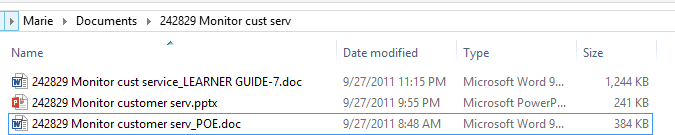 Marie Documents 242829 Monitor cust serv
Name Date modified Type Size
242829 Monitor cust service_LEARNER GUIDE-7.doc 9/27/2011 11:15 PM Microsoft Word 9... 1,244 KB
242829 Monitor customer serv.pptx 9/27/2011 9:55 PM Microsoft PowerP... 241 KB
242829 Monitor customer serv_POE.doc 9/27/2011 8:48 AM Microsoft Word 9... 384 KB